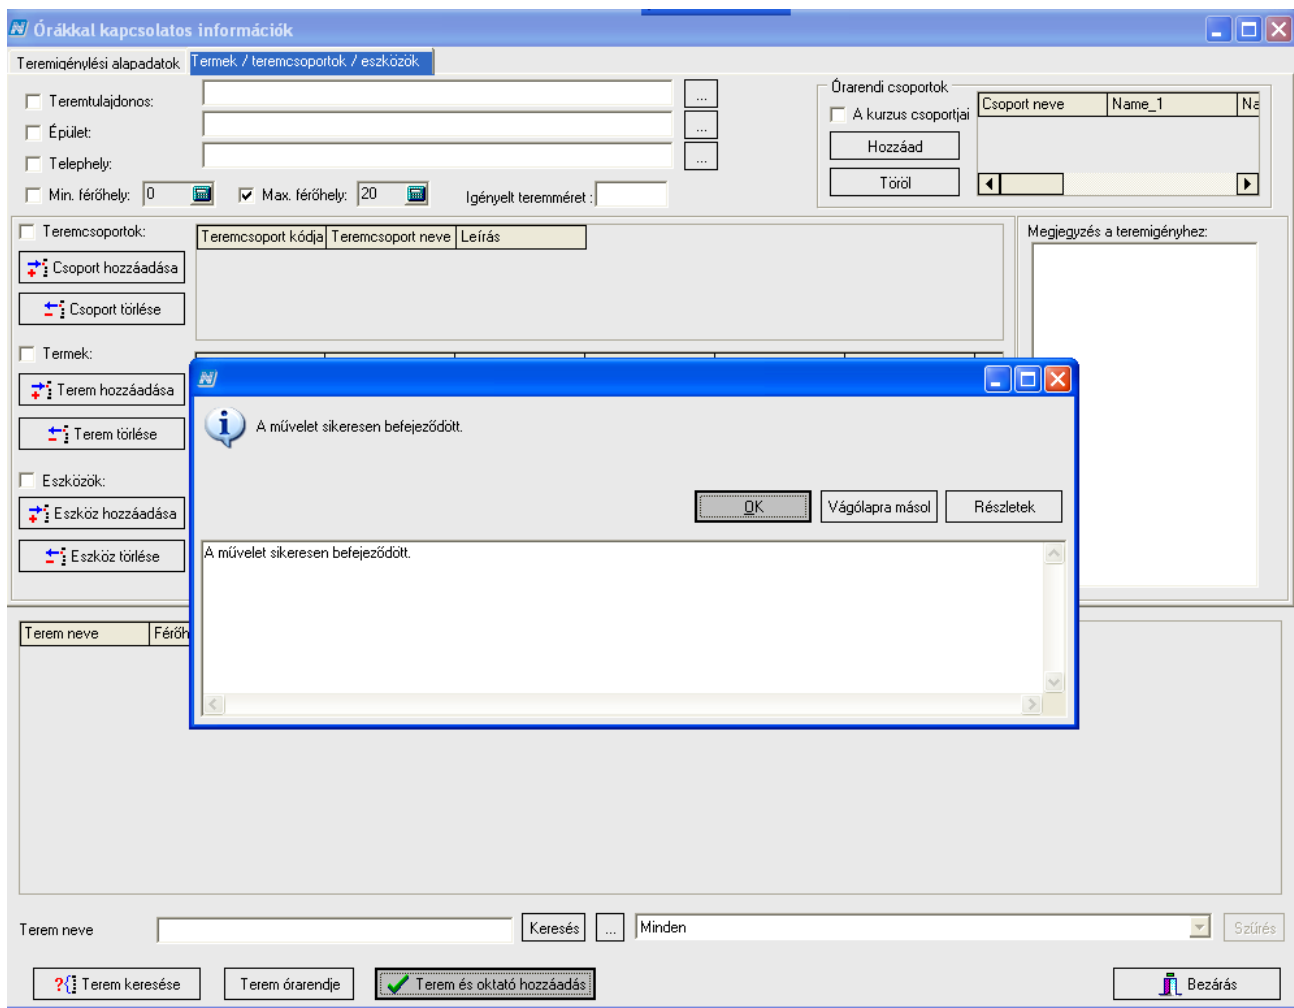 Órákkal kapcsolatos információk
Teremigénylési alapadatok
Termek / teremcsoportok / eszközök
Teremtulajdonos:
...
Épület:
...
Telephely:
...
Min. férőhely:
0
Max. férőhely:
20
Igényelt teremméret :
Órarendi csoportok
A kurzus csoportjai
Hozzáad
Töröl
Csoport neve
Name_1
Na
Teremcsoportok:
Csoport hozzáadása
Csoport törlése
Teremcsoport kódja
Teremcsoport neve
Leírás
Megjegyzés a teremigényhez:
Termek:
Terem hozzáadása
Terem törlése
Eszközök:
Eszköz hozzáadása
Eszköz törlése
A művelet sikeresen befejeződött.
OK
Vágólapra másol
Részletek
A művelet sikeresen befejeződött.
Terem neve
Férőh
Terem neve
Keresés
...
Minden
Szűrés
Terem keresése
Terem órarendje
Terem és oktató hozzáadás
Bezárás